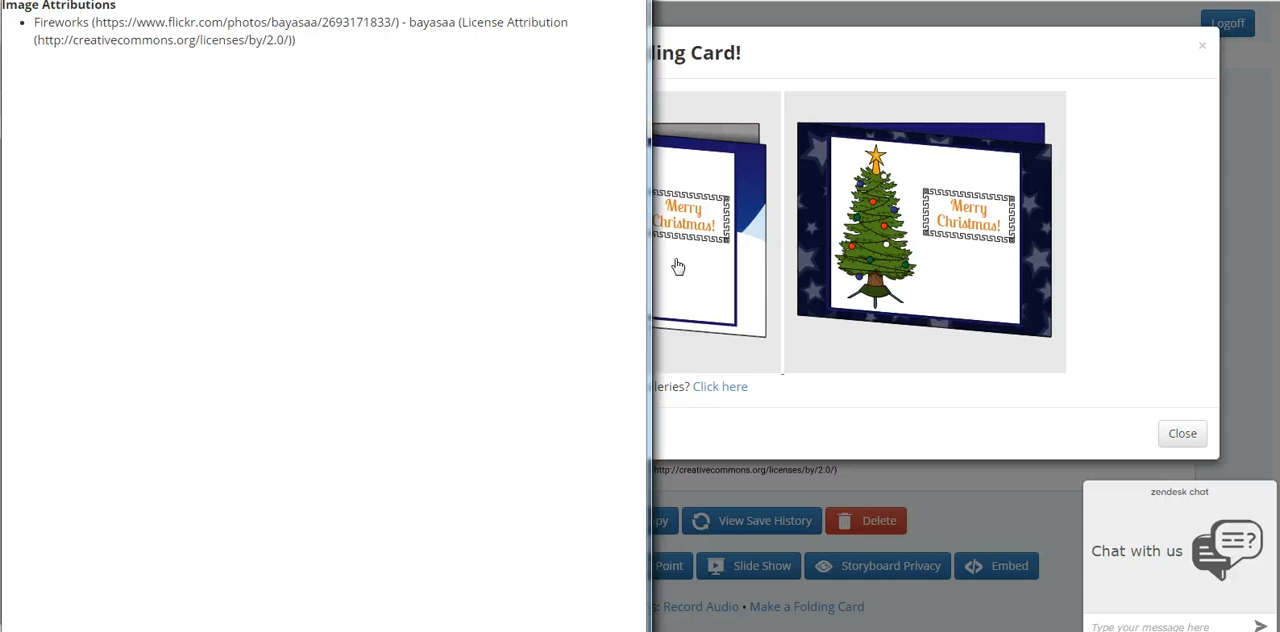 Image Attributions
• Fireworks (https://www.flickr.com/photos/bayasaa/2693171833/) - bayasaa (License Attribution
(http://creativecommons.org/licenses/by/2.0/))
Logoff
ling Card!
×
Merry
Christmas!
Merry
Christmas!
leries? Click here
Close
http://creativecommons.org/licenses/by/2.0/)
py
View Save History
Delete
Point
Slide Show
Storyboard Privacy
Embed
s: Record Audio • Make a Folding Card
zendesk chat
Chat with us
Type your message here